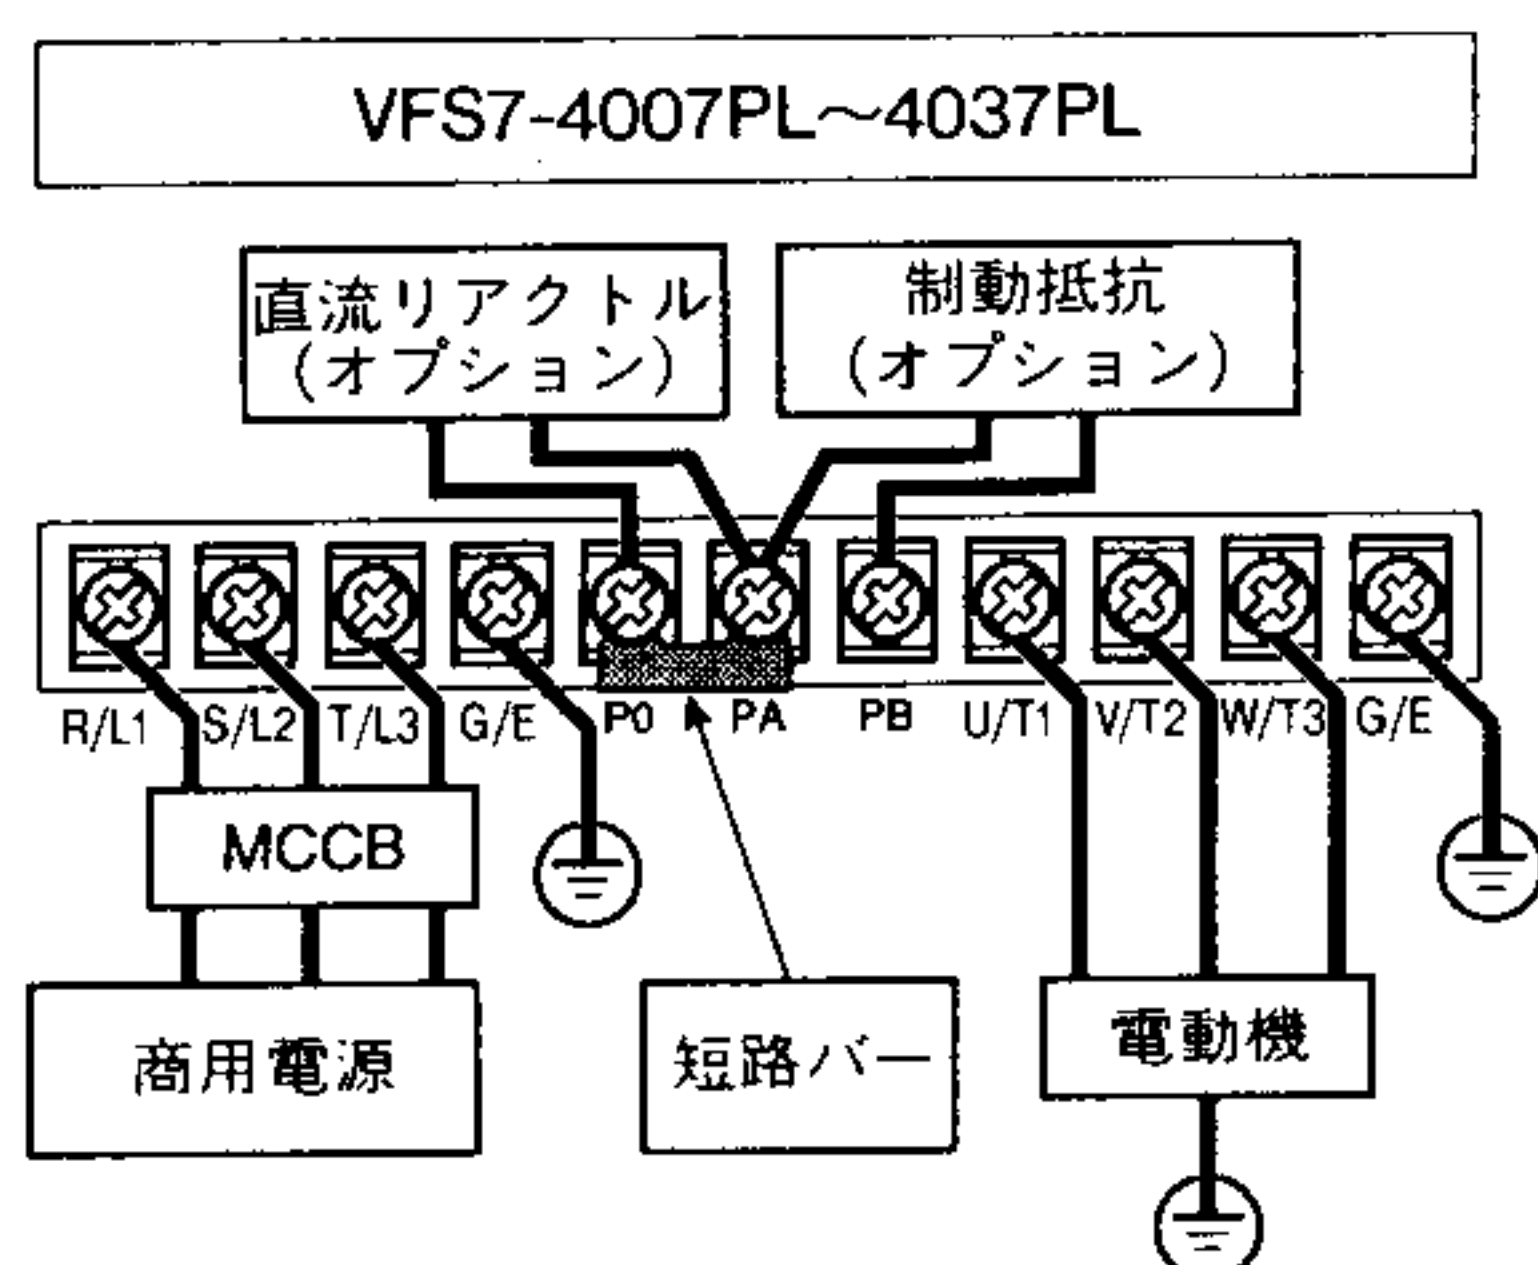 VFS7-4007PL～4037PL
直流リアクトル
(オプション)
制動抵抗
(オプション)
R/L1 S/L2 T/L3 G/E P0 PA PB U/T1 V/T2 W/T3 G/E
MCCB
商用電源
短路バー
電動機